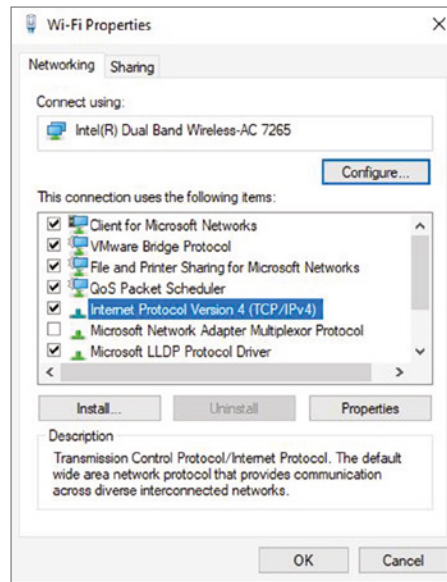 Wi-Fi Properties
Networking
Sharing
Connect using:
Intel(R) Dual Band Wireless-AC 7265
Configure...
This connection uses the following items:
Client for Microsoft Networks
VMware Bridge Protocol
File and Printer Sharing for Microsoft Networks
QoS Packet Scheduler
Internet Protocol Version 4 (TCP/IPv4)
Microsoft Network Adapter Multiplexor Protocol
Microsoft LLDP Protocol Driver
Install...
Uninstall
Properties
Description
Transmission Control Protocol/Internet Protocol. The default
wide area network protocol that provides communication
across diverse interconnected networks.
OK
Cancel